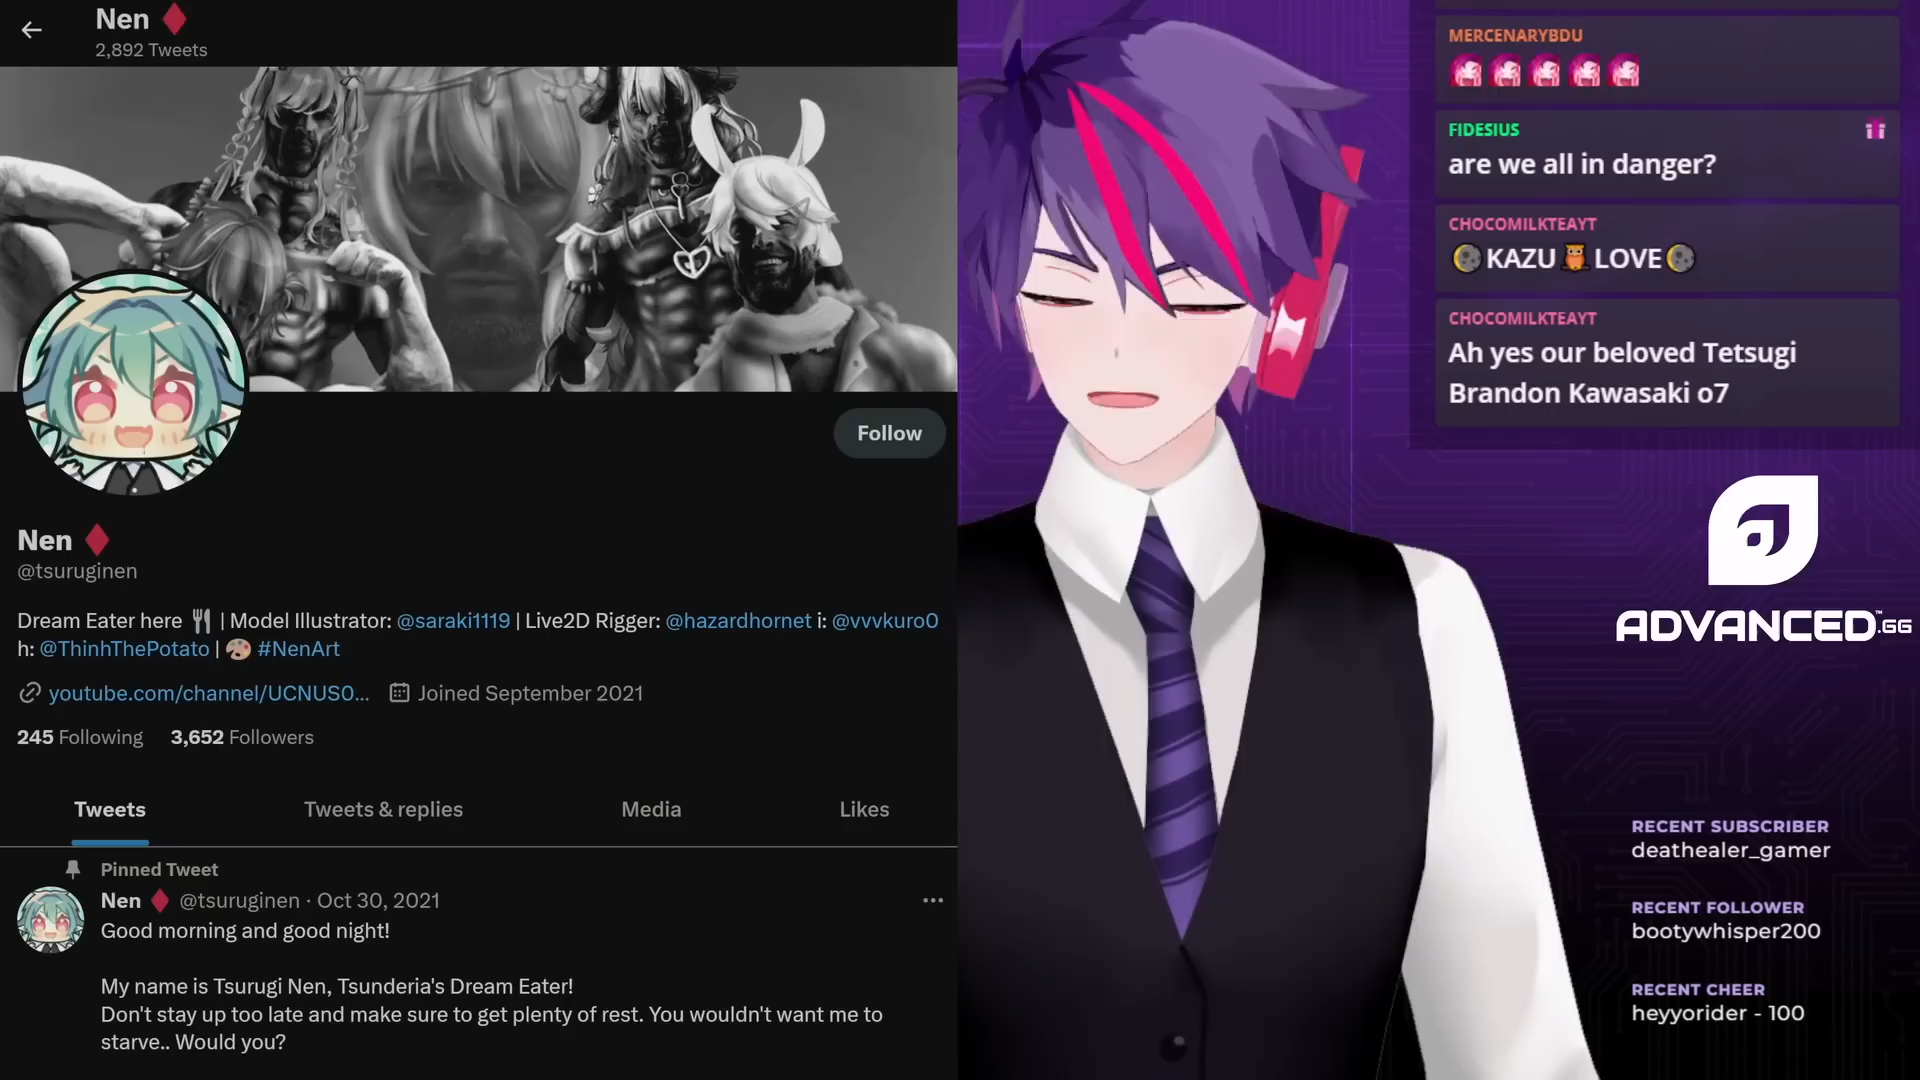 Nen
2,892 Tweets
Follow
Nen
@tsuruginen
Dream Eater here | Model Illustrator: @saraki1119 | Live2D Rigger: @hazardhornet i: @vvvkuro0
h: @ThinhThePotato | #NenArt
youtube.com/channel/UCNUS0... Joined September 2021
245 Following 3,652 Followers
Tweets Tweets & replies Media Likes
Pinned Tweet
Nen @tsuruginen · Oct 30, 2021
Good morning and good night!
My name is Tsurugi Nen, Tsunderia's Dream Eater!
Don't stay up too late and make sure to get plenty of rest. You wouldn't want me to
starve.. Would you?
MERCENARYBDU
FIDESIUS
are we all in danger?
CHOCOMILKTEAYT
KAZU LOVE
CHOCOMILKTEAYT
Ah yes our beloved Tetsugi
Brandon Kawasaki o7
ADVANCED™.GG
RECENT SUBSCRIBER
deathealer_gamer
RECENT FOLLOWER
bootywhisper200
RECENT CHEER
heyyorider - 100